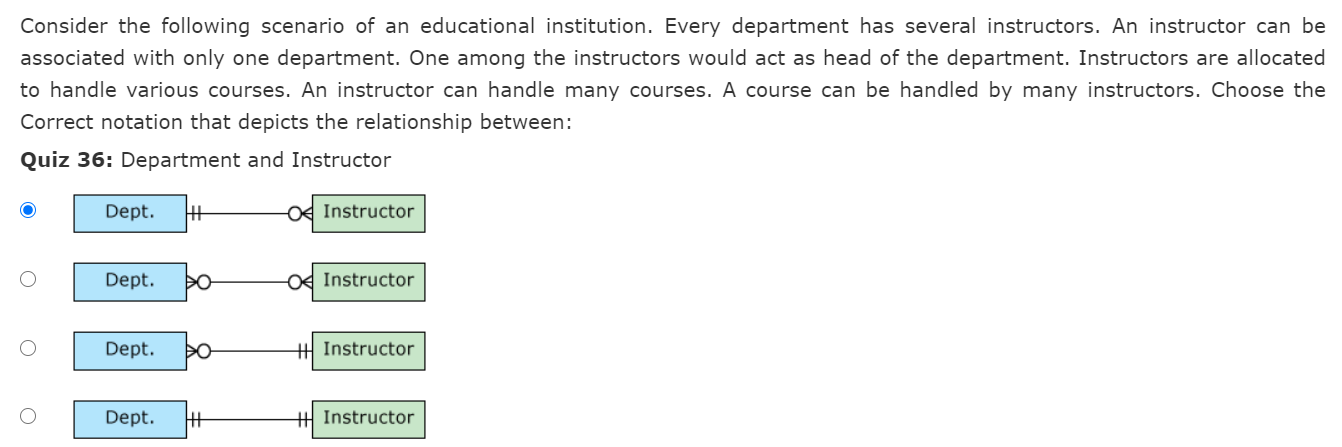 Consider the following scenario of an educational institution. Every department has several instructors. An instructor can be
associated with only one department. One among the instructors would act as head of the department. Instructors are allocated
to handle various courses. An instructor can handle many courses. A course can be handled by many instructors. Choose the
Correct notation that depicts the relationship between:
Quiz 36: Department and Instructor
Dept. Instructor
Dept. Instructor
Dept. Instructor
Dept. Instructor